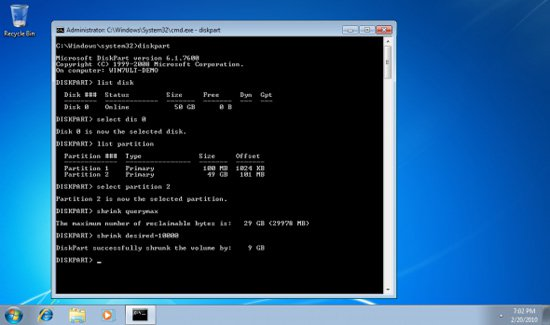 Recycle Bin
Administrator: C:\Windows\System32\cmd.exe - diskpart
C:\Windows\system32>diskpart
Microsoft DiskPart version 6.1.7600
Copyright (C) 1999-2008 Microsoft Corporation.
On computer: WIN7ULT-DEMO
DISKPART> list disk
Disk ### Status Size Free Dyn Gpt
Disk 0 Online 50 GB 0 B
DISKPART> select dis 0
Disk 0 is now the selected disk.
DISKPART> list partition
Partition ### Type Size Offset
Partition 1 Primary 100 MB 1024 KB
Partition 2 Primary 49 GB 101 MB
DISKPART> select partition 2
Partition 2 is now the selected partition.
DISKPART> shrink querymax
The maximum number of reclaimable bytes is: 29 GB (29978 MB)
DISKPART> shrink desired=10000
DiskPart successfully shrunk the volume by: 9 GB
DISKPART> _
7:02 PM
2/20/2010